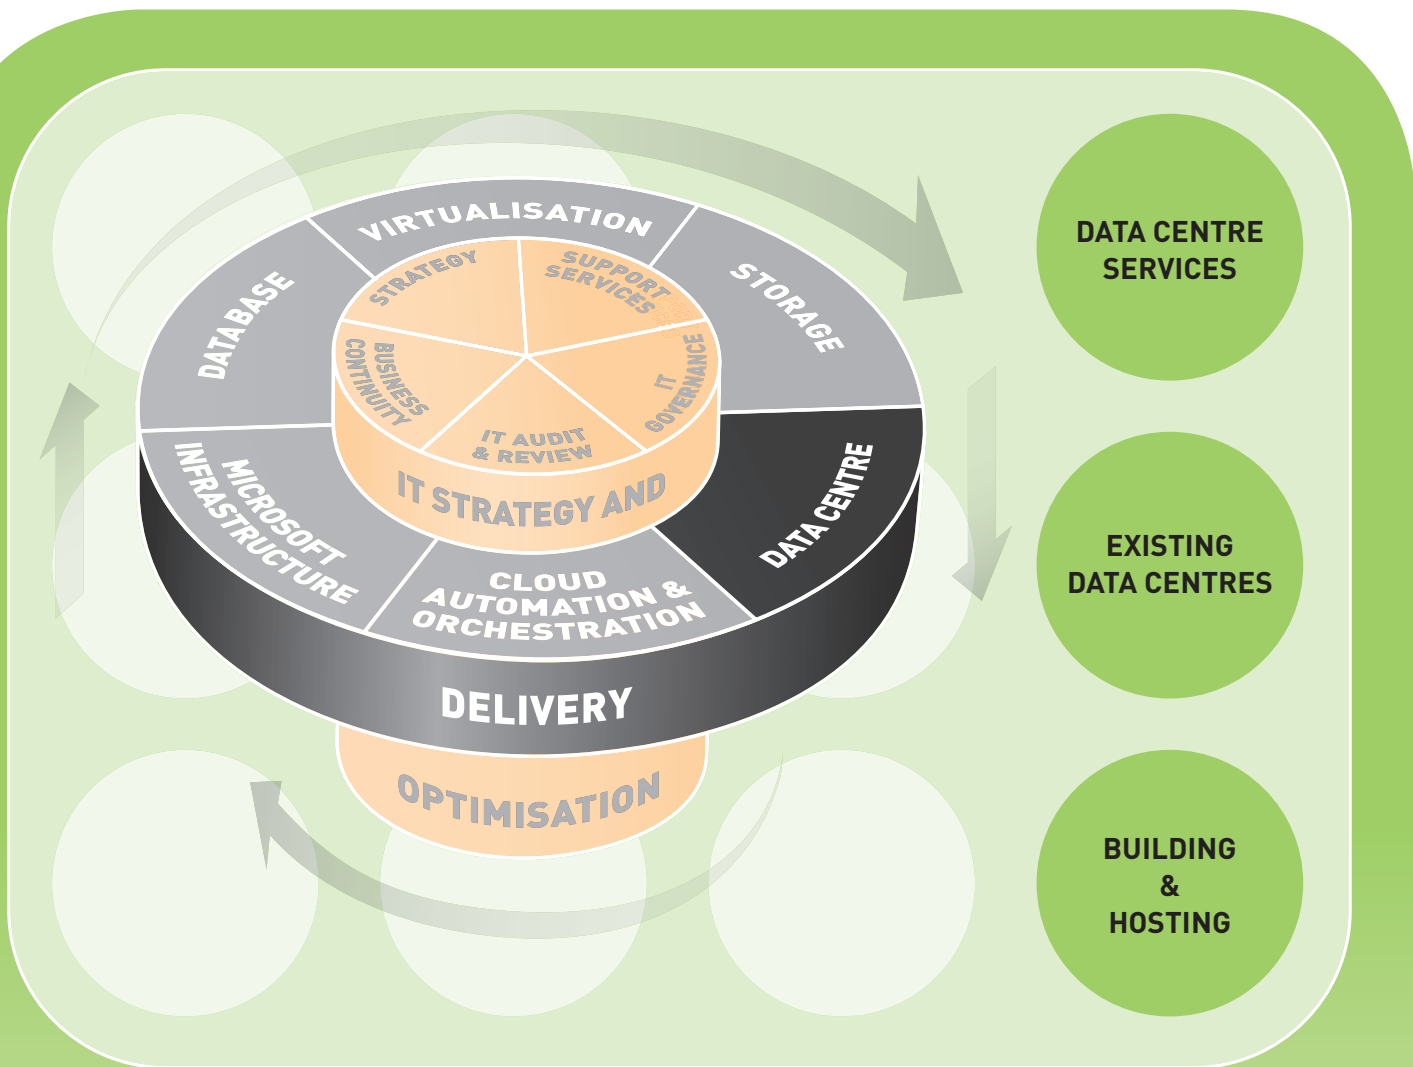 VIRTUALISATION
STORAGE
DATA CENTRE
CLOUD
AUTOMATION &
ORCHESTRATION
MICROSOFT
INFRASTRUCTURE
DATABASE
STRATEGY
SUPPORT
SERVICES
IT
GOVERNANCE
IT AUDIT
& REVIEW
BUSINESS
CONTINUITY
IT STRATEGY AND
DELIVERY
OPTIMISATION
DATA CENTRE
SERVICES
EXISTING
DATA CENTRES
BUILDING
&
HOSTING